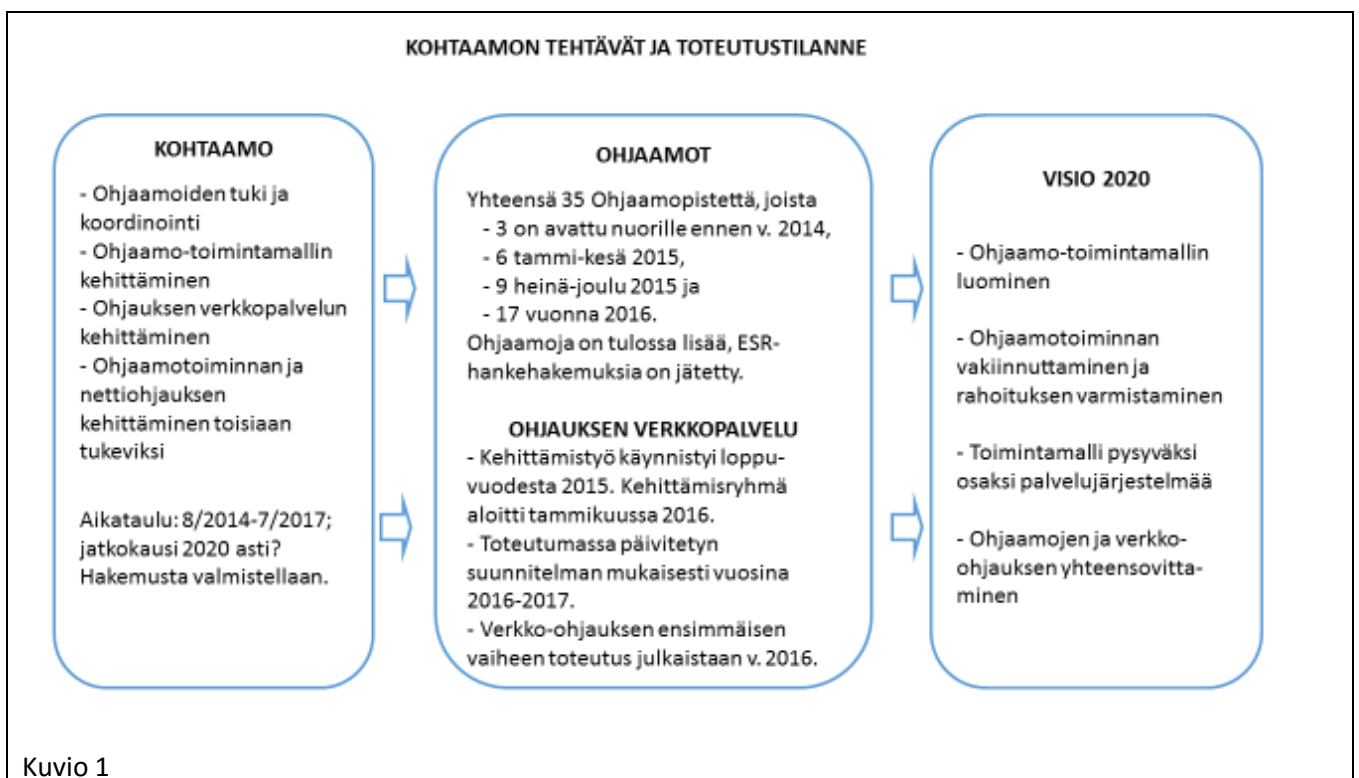 KOHTAAMON TEHTÄVÄT JA TOTEUTUSTILANNE
KOHTAAMO
- Ohjaamoiden tuki ja
koordinointi
- Ohjaamo-toimintamallin
kehittäminen
- Ohjauksen verkkopalvelun
kehittäminen
- Ohjaamotoiminnan ja
nettiohjauksen
kehittäminen toisiaan
tukeviksi
Aikataulu: 8/2014-7/2017;
jatkokausi 2020 asti?
Hakemusta valmistellaan.
OHJAAMOT
Yhteensä 35 Ohjaamopistettä, joista
- 3 on avattu nuorille ennen v. 2014,
- 6 tammi-kesä 2015,
- 9 heinä-joulu 2015 ja
- 17 vuonna 2016.
Ohjaamoja on tulossa lisää, ESR-
hankehakemuksia on jätetty.
OHJAUKSEN VERKKOPALVELU
- Kehittämistyö käynnistyi loppu-
vuodesta 2015. Kehittämisryhmä
aloitti tammikuussa 2016.
- Toteutumassa päivitetyn
suunnitelman mukaisesti vuosina
2016-2017.
- Verkko-ohjauksen ensimmäisen
vaiheen toteutus julkaistaan v. 2016.
VISIO 2020
- Ohjaamo-toimintamallin
luominen
- Ohjaamotoiminnan
vakiinnuttaminen ja
rahoituksen varmistaminen
- Toimintamalli pysyväksi
osaksi palvelujärjestelmää
- Ohjaamojen ja verkko-
ohjauksen yhteensovitta-
minen
Kuvio 1